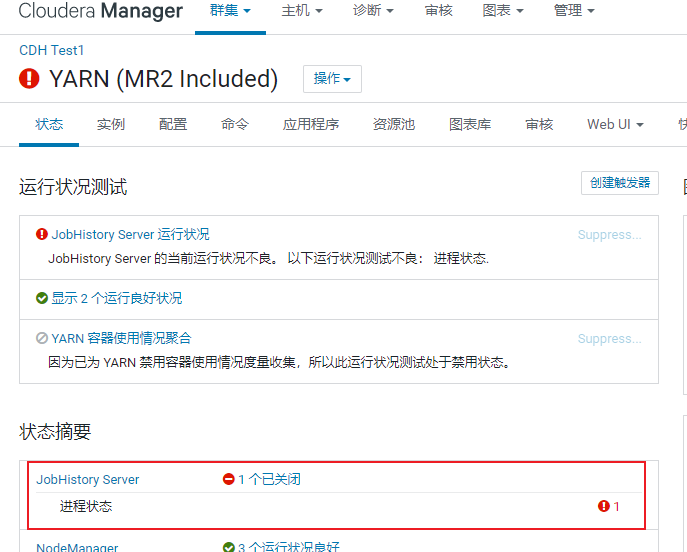 Cloudera Manager 群集 主机 诊断 审核 图表 管理
CDH Test1
YARN (MR2 Included) 操作
状态 实例 配置 命令 应用程序 资源池 图表库 审核 Web UI
运行状况测试 创建触发器
JobHistory Server 运行状况 Suppress...
JobHistory Server 的当前运行状况不良。 以下运行状况测试不良： 进程状态.
显示 2 个运行良好状况
YARN 容器使用情况聚合 Suppress...
因为已为 YARN 禁用容器使用情况度量收集，所以此运行状况测试处于禁用状态。
状态摘要
JobHistory Server 1 个已关闭
进程状态 1
NodeManager 3 个运行状况良好